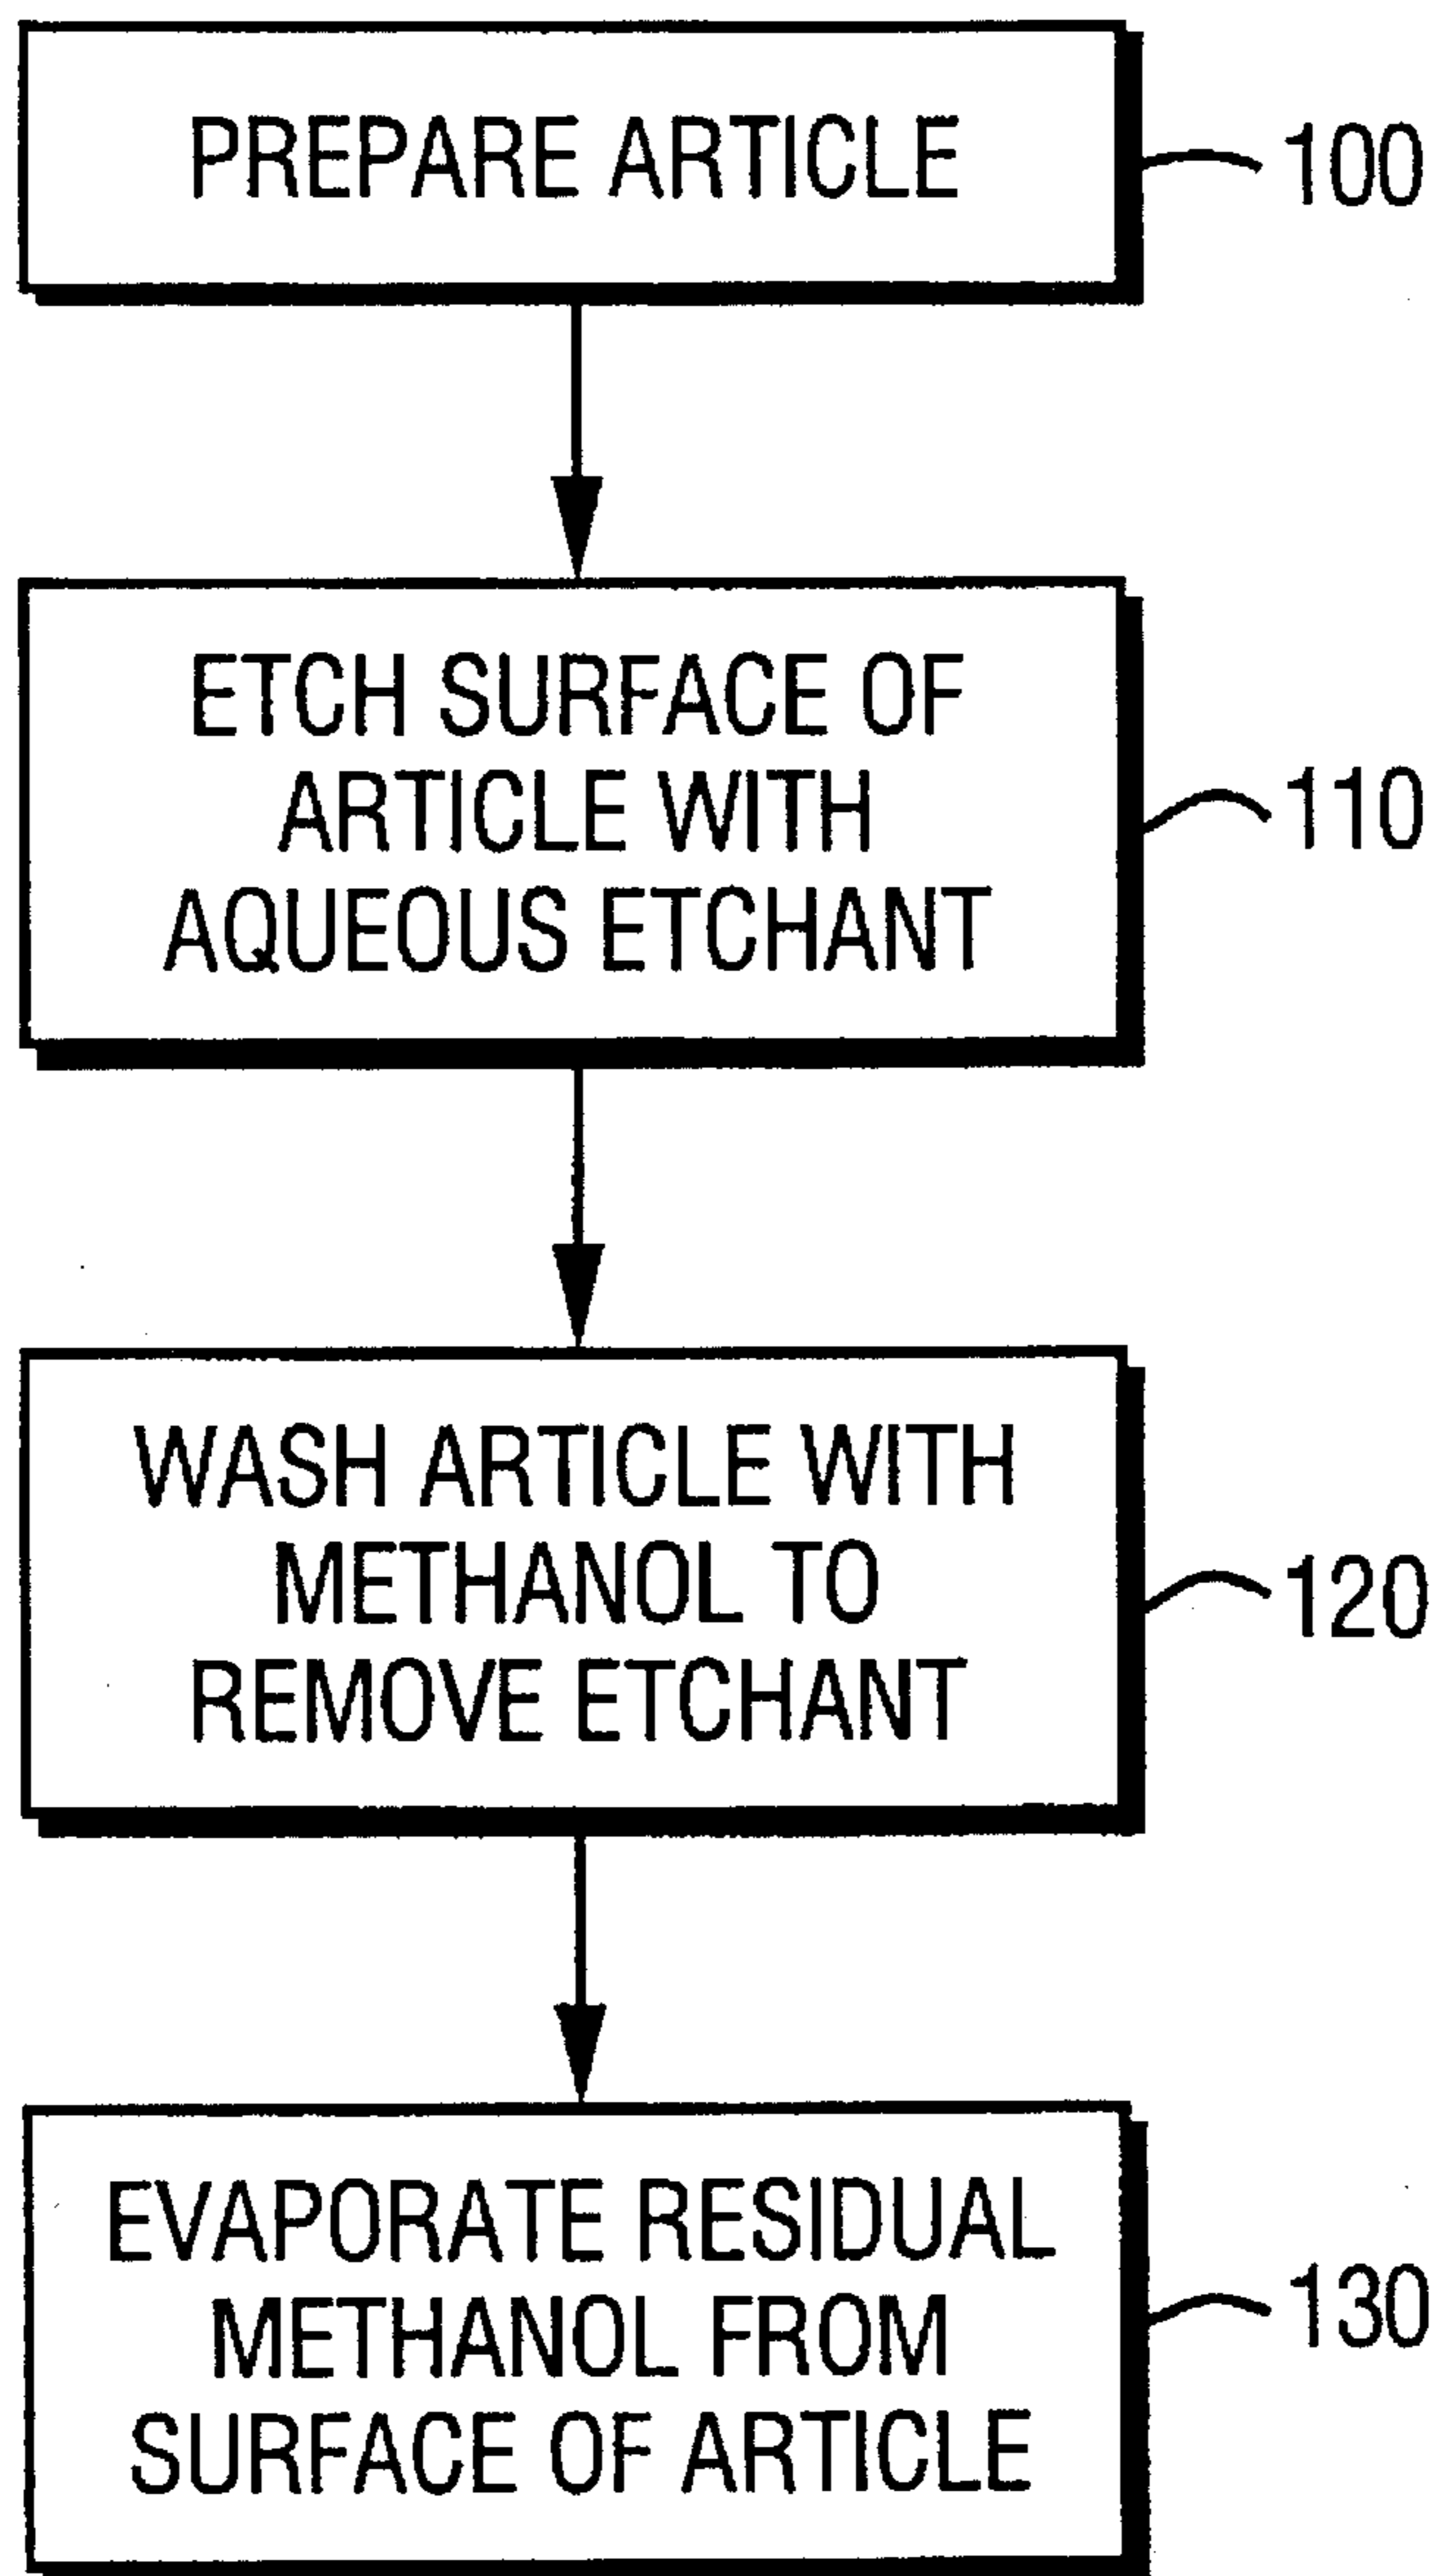 PREPARE ARTICLE
100
ETCH SURFACE OF
ARTICLE WITH
AQUEOUS ETCHANT
110
WASH ARTICLE WITH
METHANOL TO
REMOVE ETCHANT
120
EVAPORATE RESIDUAL
METHANOL FROM
SURFACE OF ARTICLE
130